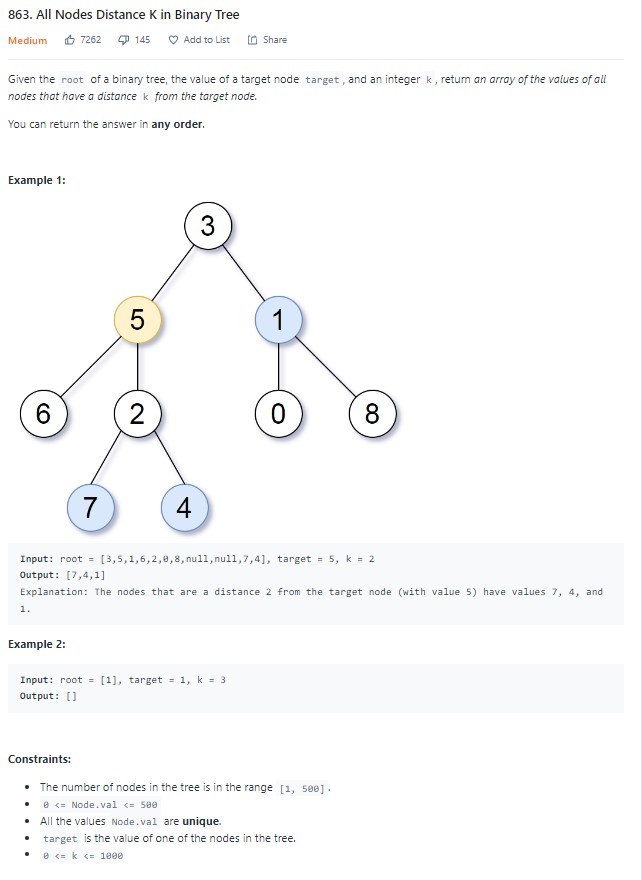 863. All Nodes Distance K in Binary Tree
Medium 7262 145 Add to List Share
Given the root of a binary tree, the value of a target node target, and an integer k, return an array of the values of all
nodes that have a distance k from the target node.
You can return the answer in any order.
Example 1:
3
5 1
6 2 0 8
7 4
Input: root = [3,5,1,6,2,0,8,null,null,7,4], target = 5, k = 2
Output: [7,4,1]
Explanation: The nodes that are a distance 2 from the target node (with value 5) have values 7, 4, and
1.
Example 2:
Input: root = [1], target = 1, k = 3
Output: []
Constraints:
• The number of nodes in the tree is in the range [1, 500].
• 0 <= Node.val <= 500
• All the values Node.val are unique.
• target is the value of one of the nodes in the tree.
• 0 <= k <= 1000